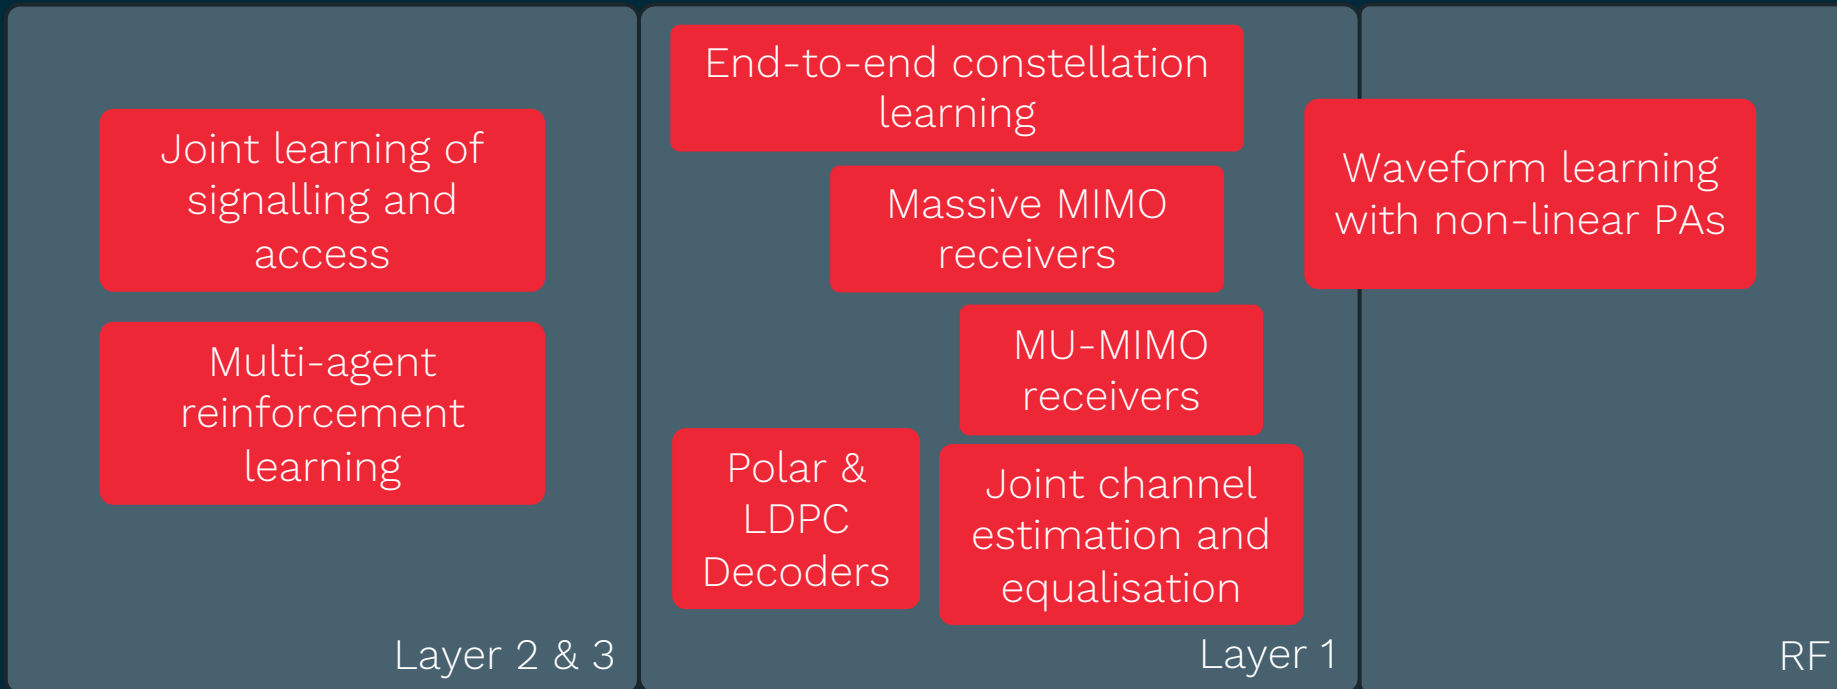 Joint learning of
signalling and
access
Multi-agent
reinforcement
learning
Layer 2 & 3
End-to-end constellation
learning
Massive MIMO
receivers
MU-MIMO
receivers
Polar &
LDPC
Decoders
Joint channel
estimation and
equalisation
Layer 1
Waveform learning
with non-linear PAs
RF